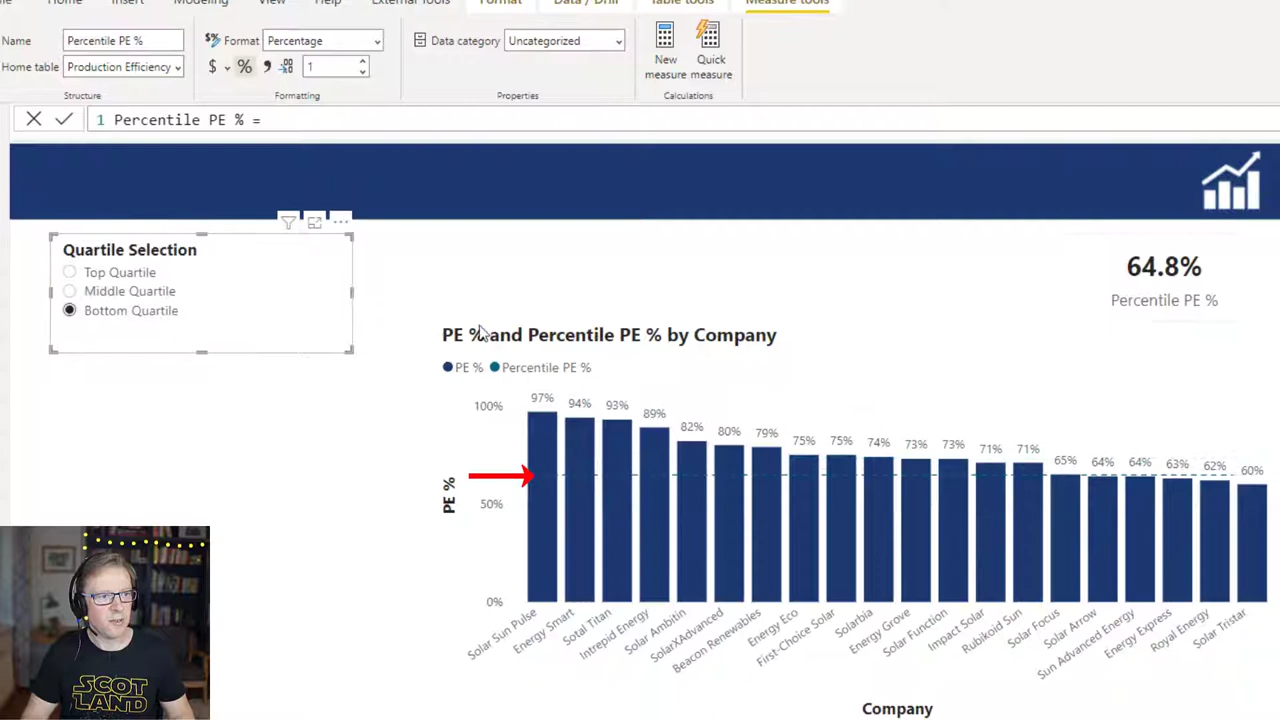 Home Insert Modeling View Help External Tools Format Data / Drill Table tools Measure tools
Name Percentile PE % Format Percentage Data category Uncategorized
Home table Production Efficiency $ % 1 New measure Quick measure
Structure Formatting Properties Calculations
1 Percentile PE % =
Quartile Selection
Top Quartile
Middle Quartile
Bottom Quartile
64.8%
Percentile PE %
PE % and Percentile PE % by Company
PE % Percentile PE %
97% 94% 93% 89% 82% 80% 79% 75% 75% 74% 73% 73% 71% 71% 65% 64% 64% 63% 62% 60%
100%
50%
0%
PE %
Solar Sun Pulse
Energy Smart
Sotal Titan
Intrepid Energy
Solar Ambitin
SolarXAdvanced
Beacon Renewables
Energy Eco
First-Choice Solar
Solarbia
Energy Grove
Solar Function
Impact Solar
Rubikoid Sun
Solar Focus
Solar Arrow
Sun Advanced Energy
Energy Express
Royal Energy
Solar Tristar
Company
SCOT
LAND